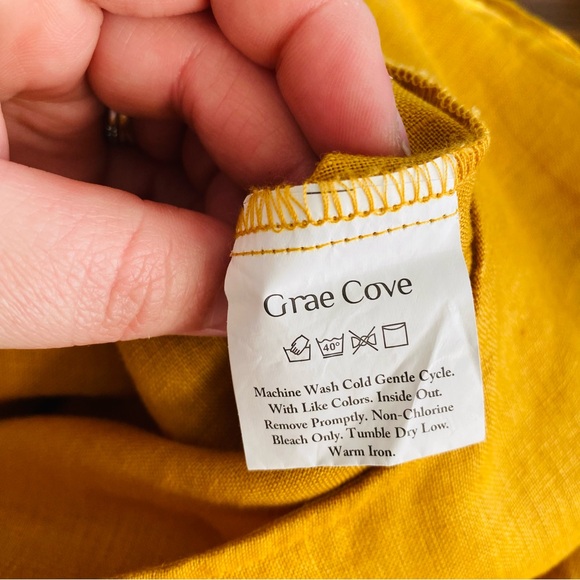 Grae Cove
40°
Machine Wash Cold Gentle Cycle.
With Like Colors. Inside Out.
Remove Promptly. Non-Chlorine
Bleach Only. Tumble Dry Low.
Warm Iron.